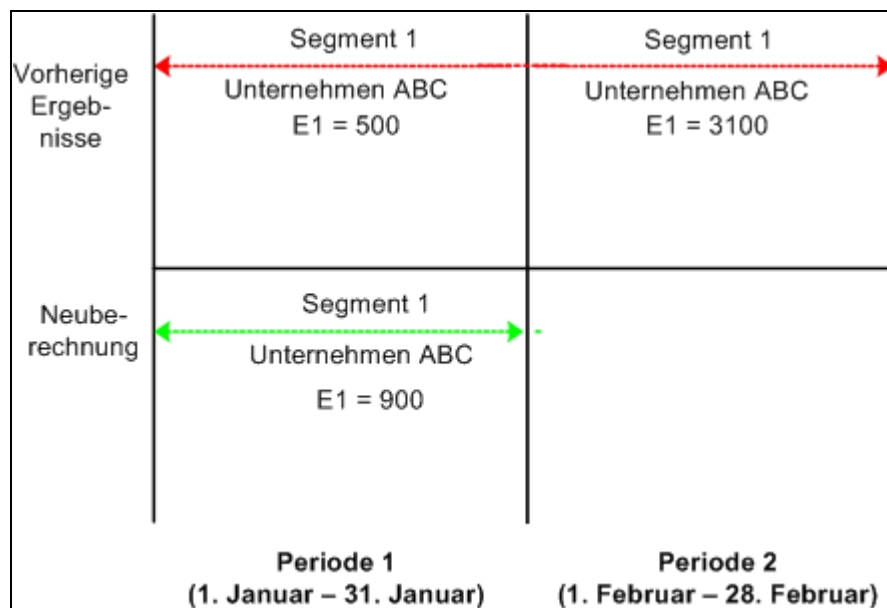 Vorherige
Ergeb-
nisse
Segment 1
Unternehmen ABC
E1 = 500
Segment 1
Unternehmen ABC
E1 = 3100
Neube-
rechnung
Segment 1
Unternehmen ABC
E1 = 900
Periode 1
(1. Januar – 31. Januar)
Periode 2
(1. Februar – 28. Februar)